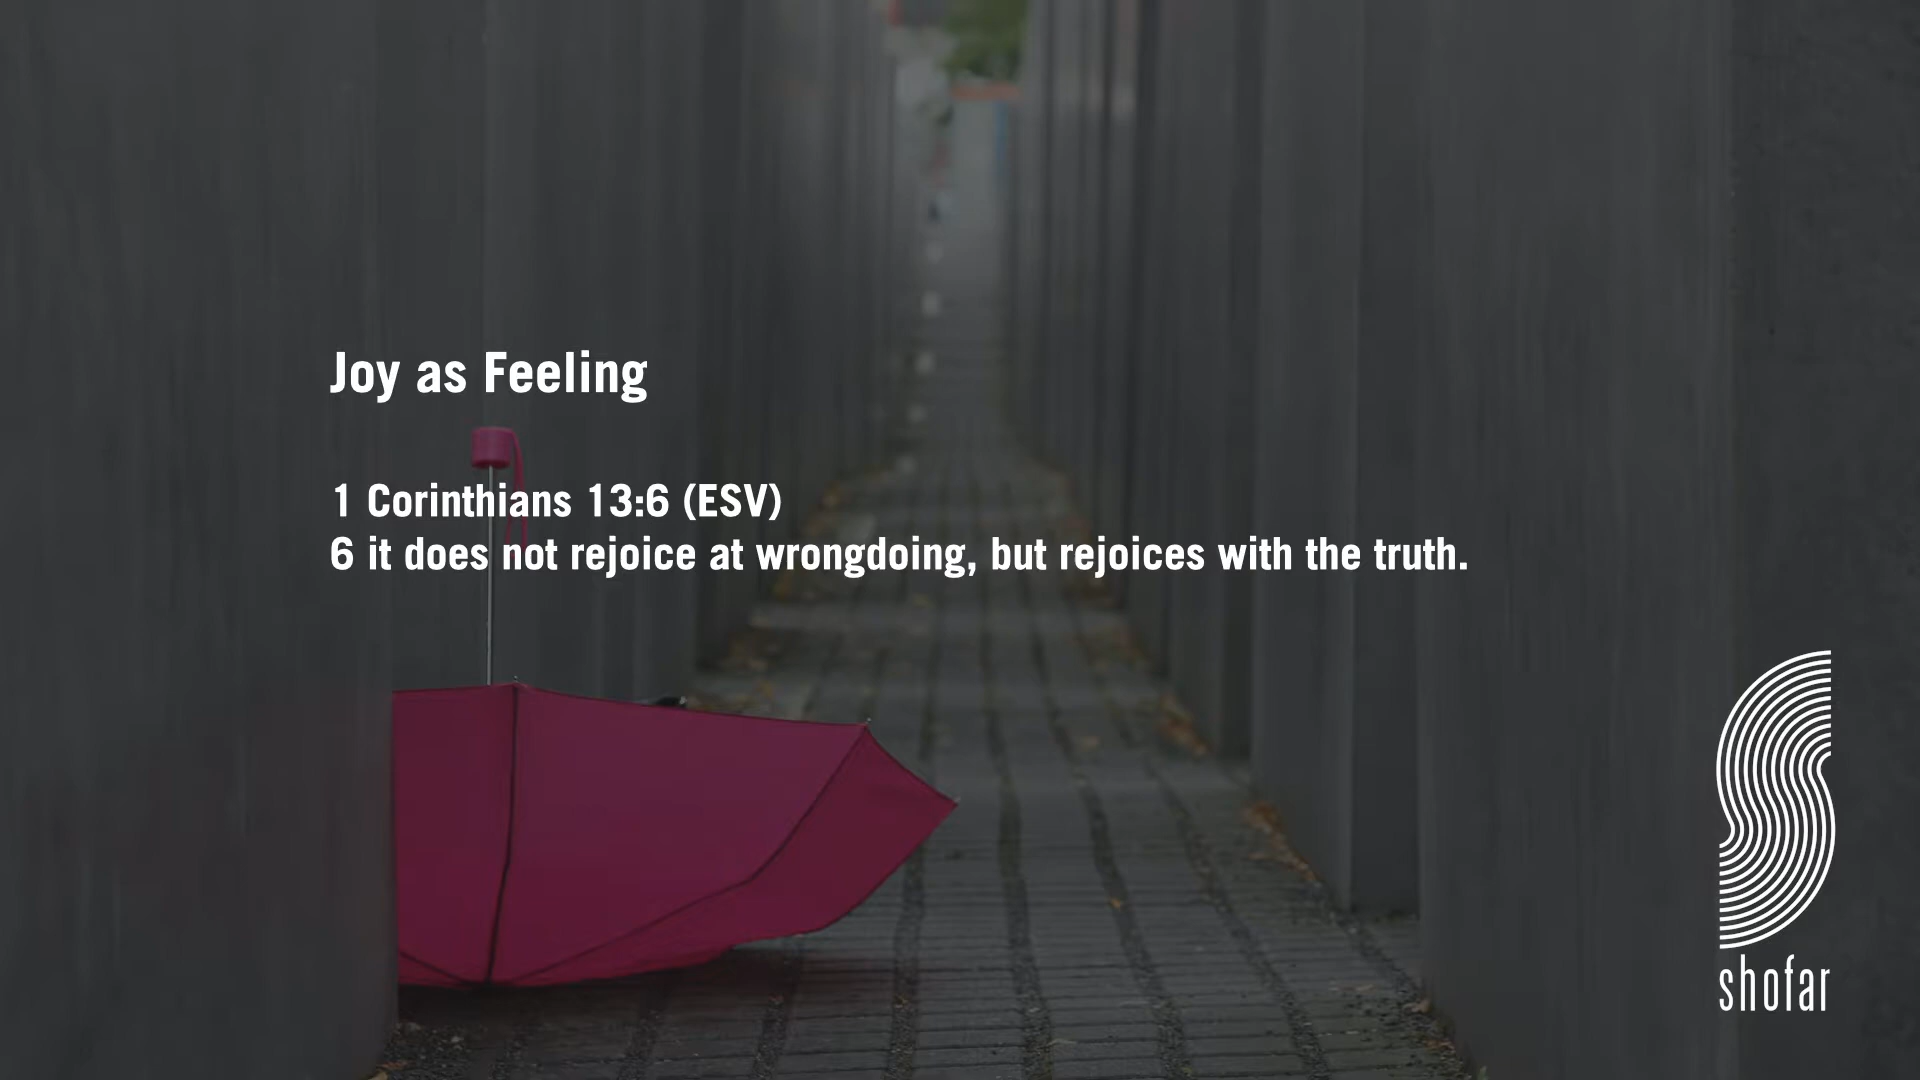 Joy as Feeling
1 Corinthians 13:6 (ESV)
6 it does not rejoice at wrongdoing, but rejoices with the truth.
shofar